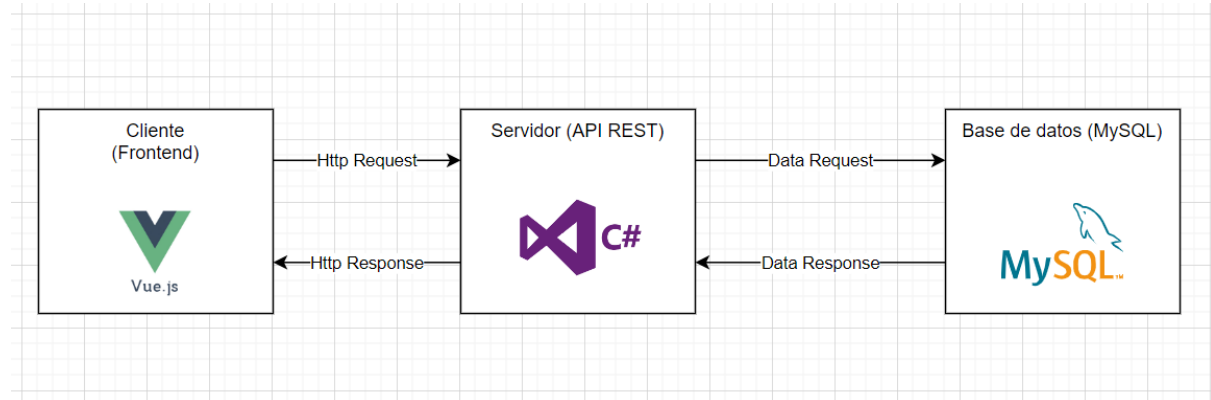 Cliente
(Frontend)
Servidor (API REST)
Base de datos (MySQL)
Http Request
Data Request
C#
Http Response
Data Response
Vue.js
MySQL™